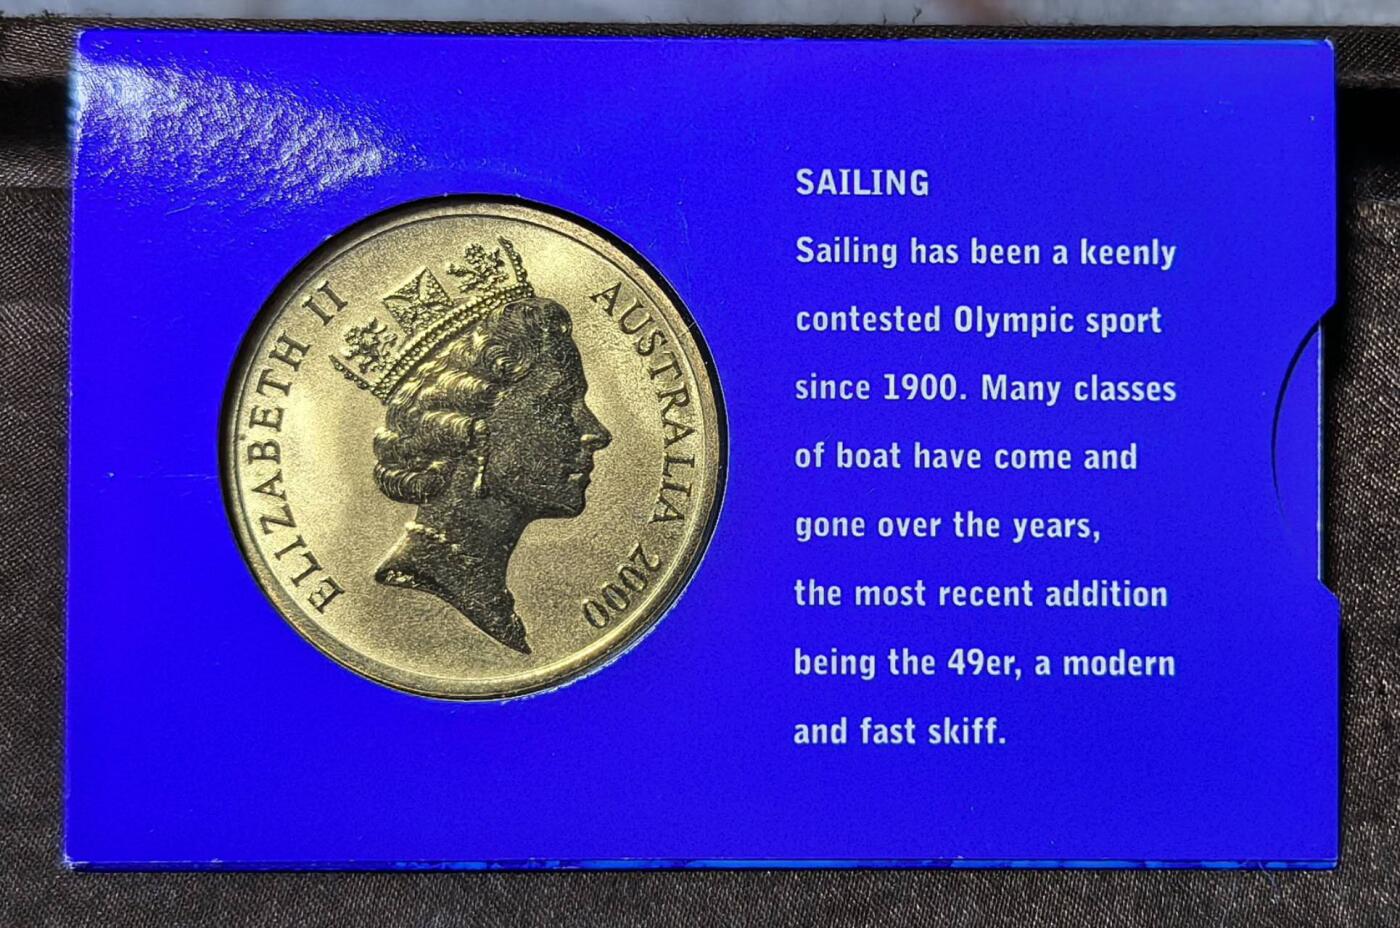 ELIZABETH II
AUSTRALIA 2000
SAILING
Sailing has been a keenly
contested Olympic sport
since 1900. Many classes
of boat have come and
gone over the years,
the most recent addition
being the 49er, a modern
and fast skiff.